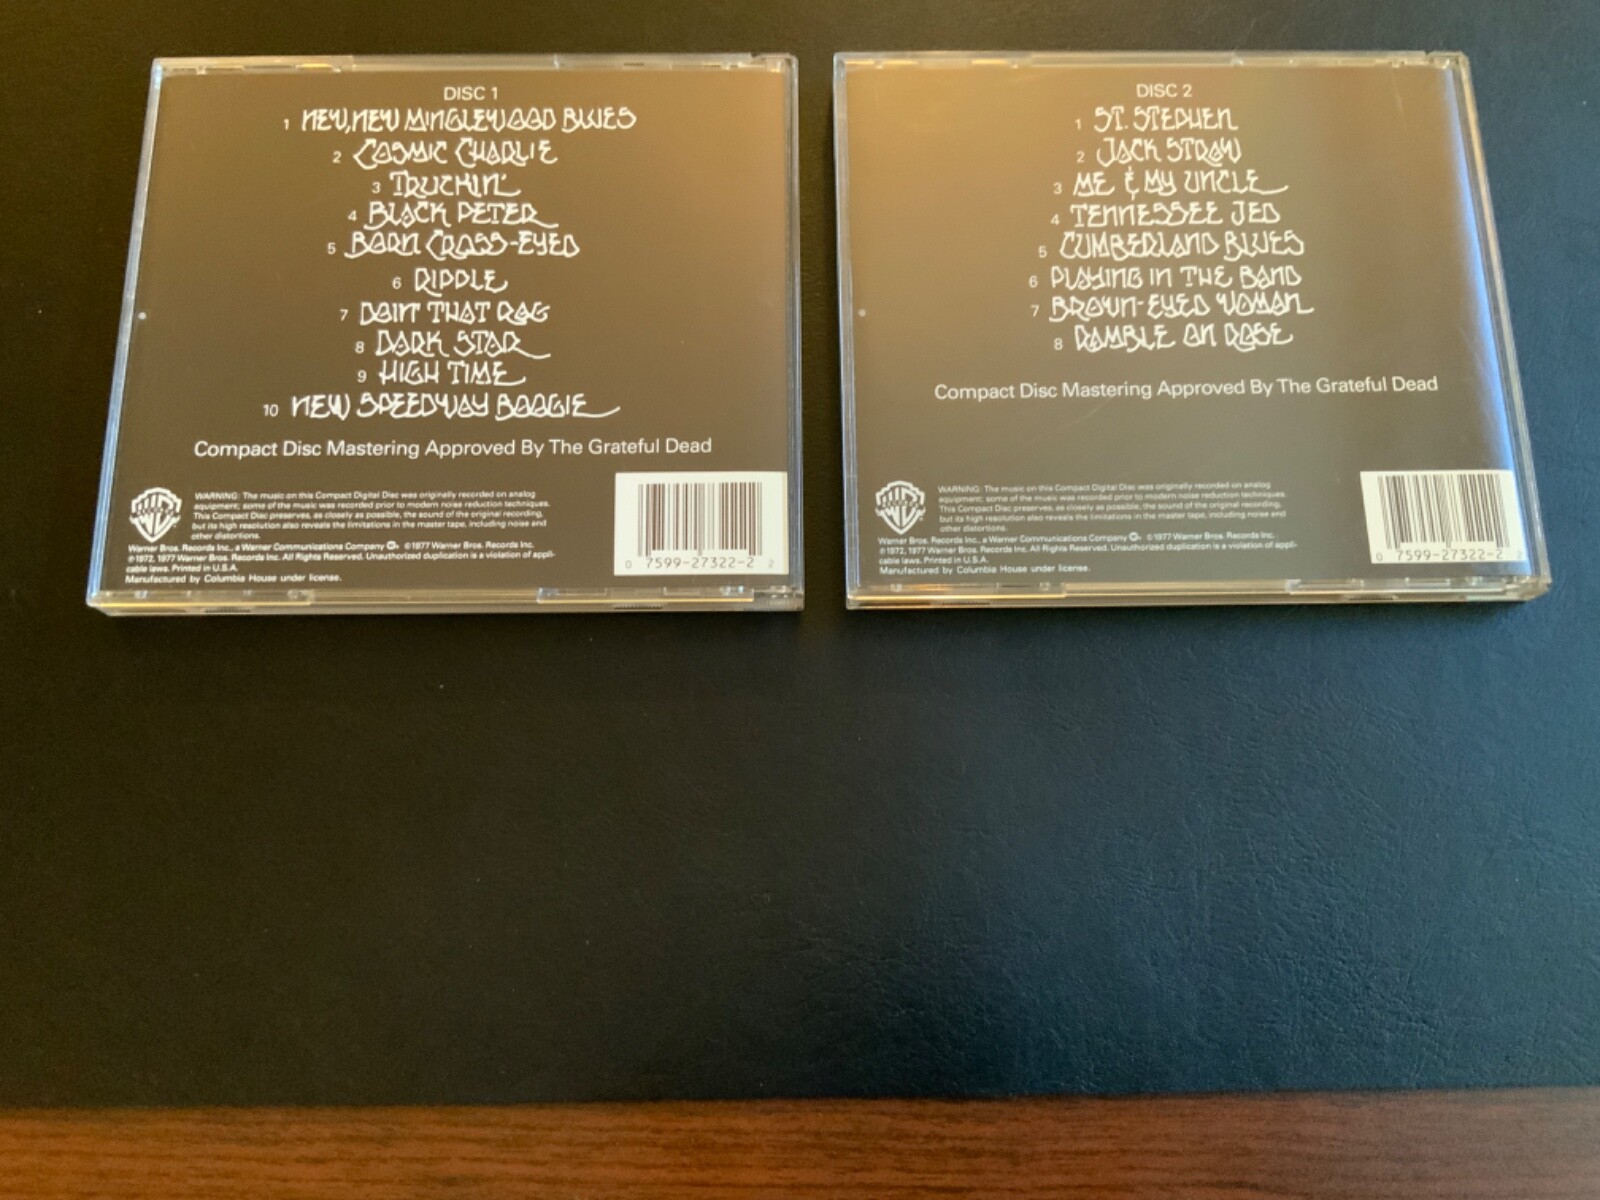 DISC 1
1 NEW, NEW MINGLEWOOD BLUES
2 COSMIC CHARLIE
3 TRUCKIN'
4 BLACK PETER
5 BORN CROSS-EYED
6 RIPPLE
7 DOIN' THAT RAG
8 DARK STAR
9 HIGH TIME
10 NEW SPEEDWAY BOOGIE
Compact Disc Mastering Approved By The Grateful Dead
WARNING: The music on this Compact Digital Disc was originally recorded on analog
equipment; some of the music was recorded prior to modern noise reduction techniques.
This Compact Disc preserves, as closely as possible, the sound of the original recording,
but its high resolution also reveals the limitations in the master tape, including noise and
other distortions.
Warner Bros. Records Inc., a Warner Communications Company ©1977 Warner Bros. Records Inc.
℗1972, 1977 Warner Bros. Records Inc. All Rights Reserved. Unauthorized duplication is a violation of appli-
cable laws. Printed in U.S.A.
Manufactured by Columbia House under license.
0 7599-27322-2 2
DISC 2
1 ST. STEPHEN
2 JACK STRAW
3 ME & MY UNCLE
4 TENNESSEE JED
5 CUMBERLAND BLUES
6 PLAYING IN THE BAND
7 BROWN-EYED WOMAN
8 RAMBLE ON ROSE
Compact Disc Mastering Approved By The Grateful Dead
WARNING: The music on this Compact Digital Disc was originally recorded on analog
equipment; some of the music was recorded prior to modern noise reduction techniques.
This Compact Disc preserves, as closely as possible, the sound of the original recording,
but its high resolution also reveals the limitations in the master tape, including noise and
other distortions.
Warner Bros. Records Inc., a Warner Communications Company ©1977 Warner Bros. Records Inc.
℗1972, 1977 Warner Bros. Records Inc. All Rights Reserved. Unauthorized duplication is a violation of appli-
cable laws. Printed in U.S.A.
Manufactured by Columbia House under license.
0 7599-27322-2 2